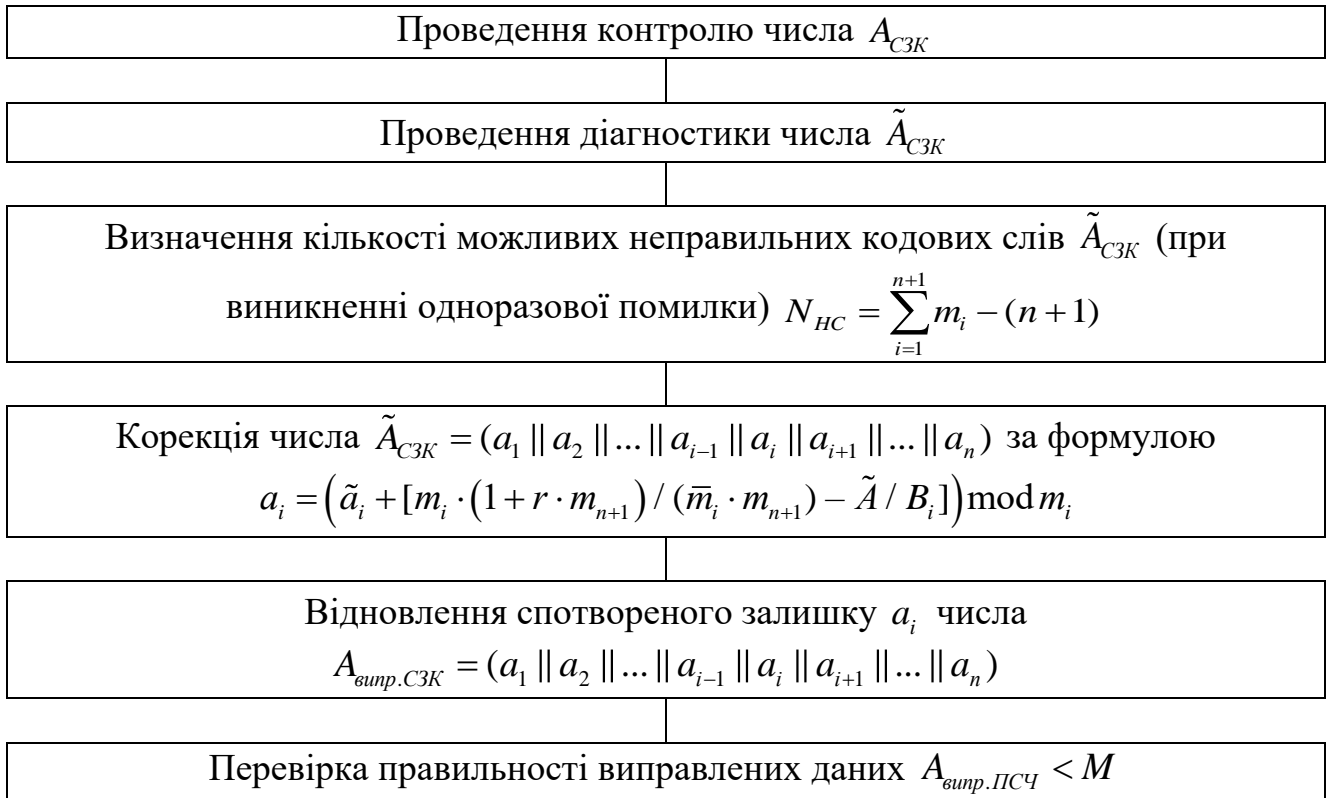 Проведення контролю числа A_{СЗК}
Проведення діагностики числа Ã_{СЗК}
Визначення кількості можливих неправильних кодових слів Ã_{СЗК} (при
виникненні одноразової помилки) N_{НС} = \sum_{i=1}^{n+1} m_i − (n + 1)
Корекція числа Ã_{СЗК} = (a_1 || a_2 || ... || a_{i−1} || a_i || a_{i+1} || ... || a_n) за формулою
a_i = (ã_i + [m_i · (1 + r · m_{n+1}) / (m̄_i · m_{n+1}) − Ã / B_i]) mod m_i
Відновлення спотвореного залишку a_i числа
A_{випр.СЗК} = (a_1 || a_2 || ... || a_{i−1} || a_i || a_{i+1} || ... || a_n)
Перевірка правильності виправлених даних A_{випр.ПСЧ} < M